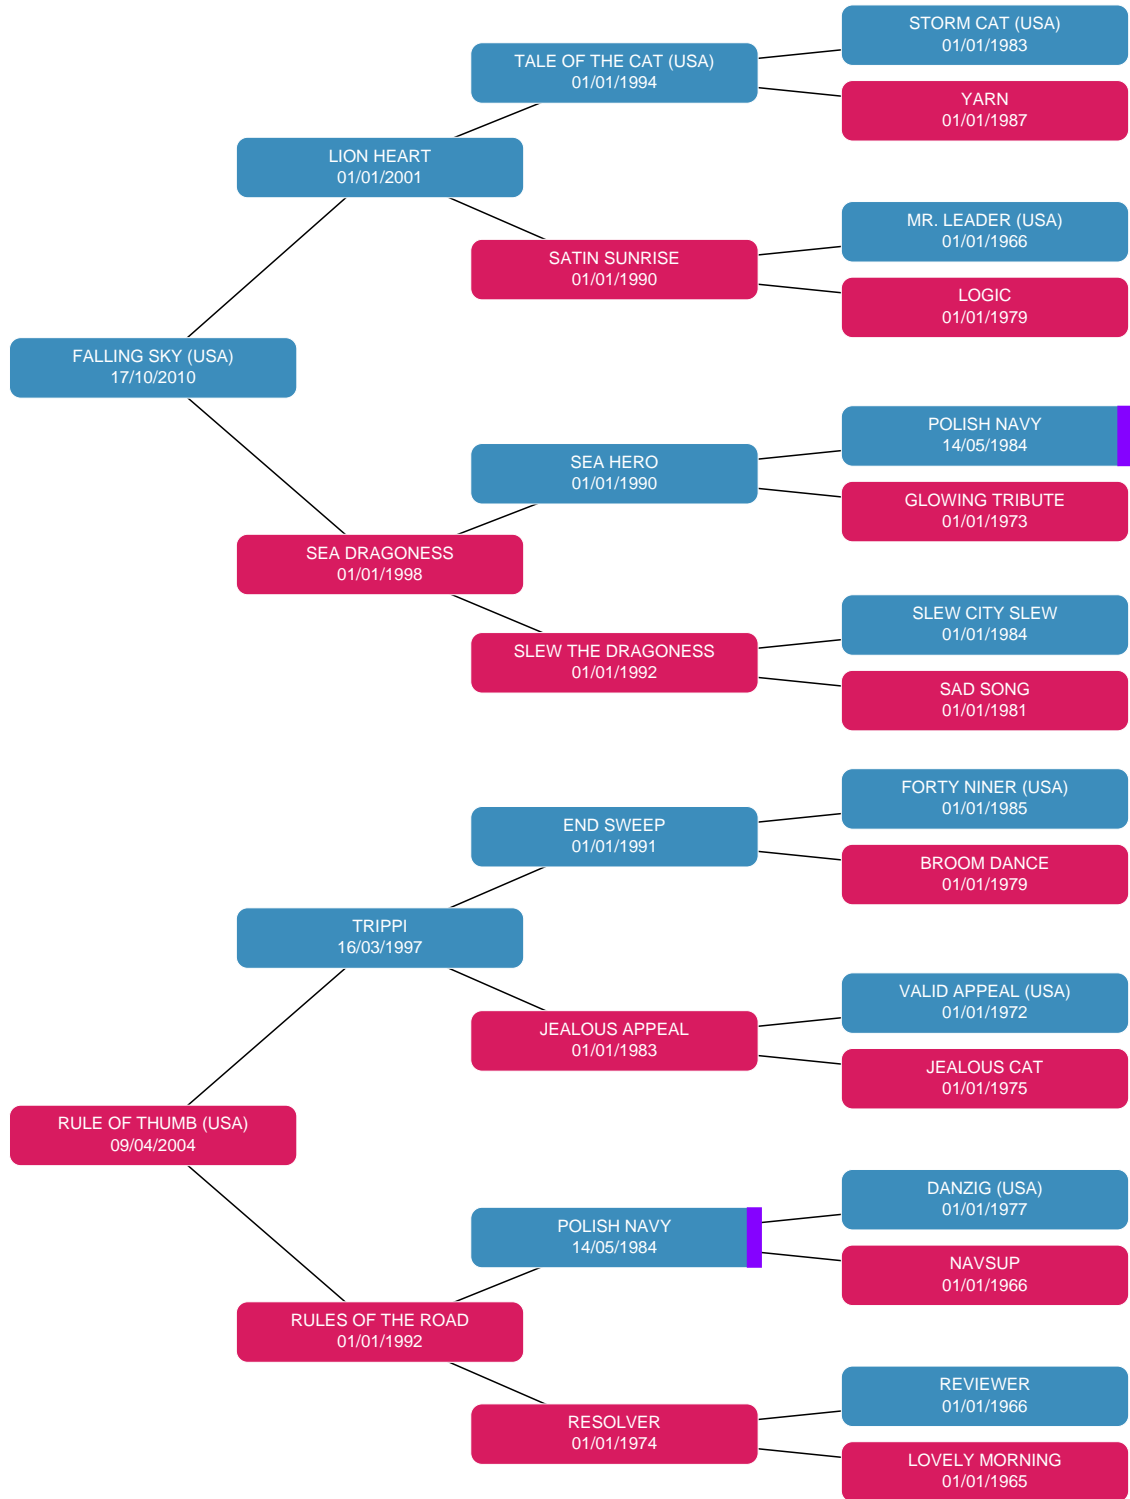 STORM CAT (USA)
01/01/1983
TALE OF THE CAT (USA)
01/01/1994
YARN
01/01/1987
LION HEART
01/01/2001
MR. LEADER (USA)
01/01/1966
SATIN SUNRISE
01/01/1990
LOGIC
01/01/1979
FALLING SKY (USA)
17/10/2010
POLISH NAVY
14/05/1984
SEA HERO
01/01/1990
GLOWING TRIBUTE
01/01/1973
SEA DRAGONESS
01/01/1998
SLEW CITY SLEW
01/01/1984
SLEW THE DRAGONESS
01/01/1992
SAD SONG
01/01/1981
FORTY NINER (USA)
01/01/1985
END SWEEP
01/01/1991
BROOM DANCE
01/01/1979
TRIPPI
16/03/1997
VALID APPEAL (USA)
01/01/1972
JEALOUS APPEAL
01/01/1983
JEALOUS CAT
01/01/1975
RULE OF THUMB (USA)
09/04/2004
DANZIG (USA)
01/01/1977
POLISH NAVY
14/05/1984
NAVSUP
01/01/1966
RULES OF THE ROAD
01/01/1992
REVIEWER
01/01/1966
RESOLVER
01/01/1974
LOVELY MORNING
01/01/1965